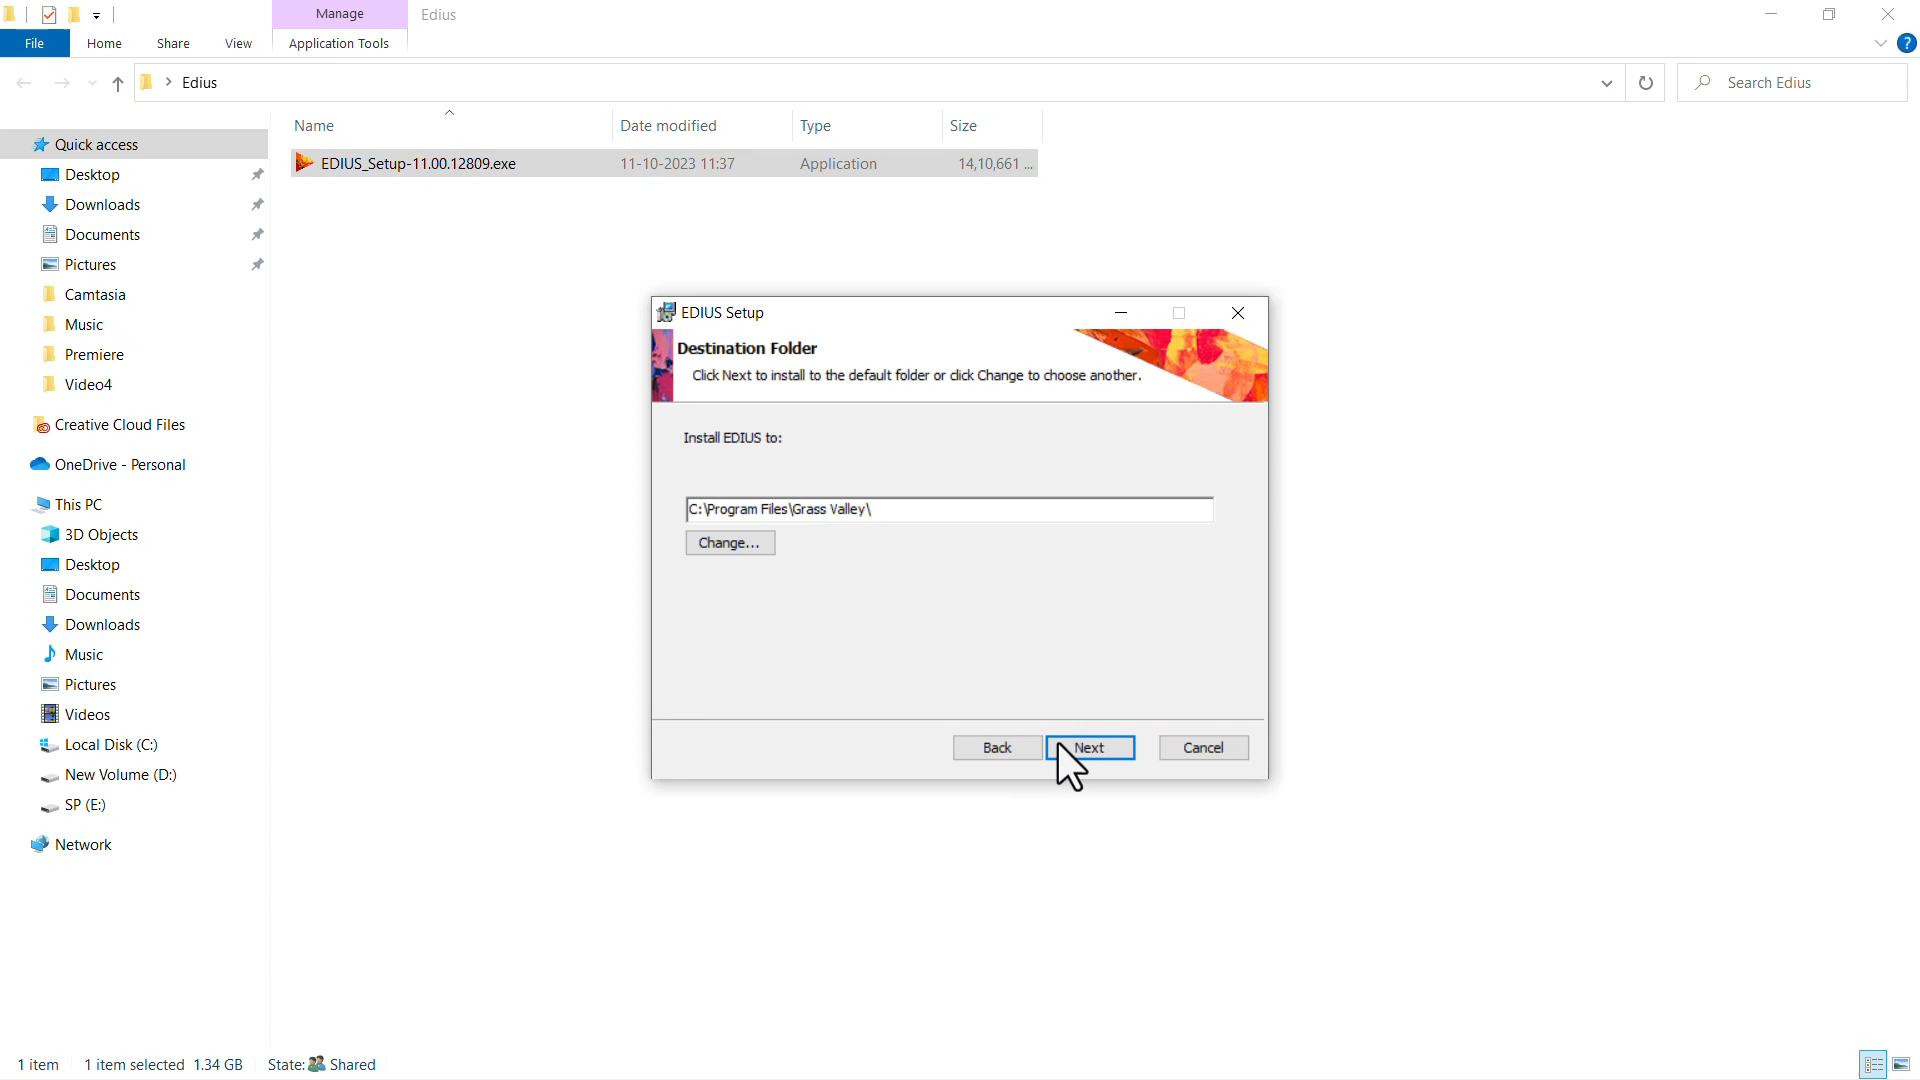 Manage
Edius
File
Home
Share
View
Application Tools
?
Edius
Search Edius
Name
Date modified
Type
Size
EDIUS_Setup-11.00.12809.exe
11-10-2023 11:37
Application
14,10,661 ...
Quick access
Desktop
Downloads
Documents
Pictures
Camtasia
Music
Premiere
Video4
Creative Cloud Files
OneDrive - Personal
This PC
3D Objects
Desktop
Documents
Downloads
Music
Pictures
Videos
Local Disk (C:)
New Volume (D:)
SP (E:)
Network
EDIUS Setup
Destination Folder
Click Next to install to the default folder or click Change to choose another.
Install EDIUS to:
C:\Program Files\Grass Valley\
Change...
Back
Next
Cancel
1 item
1 item selected 1.34 GB
State: Shared